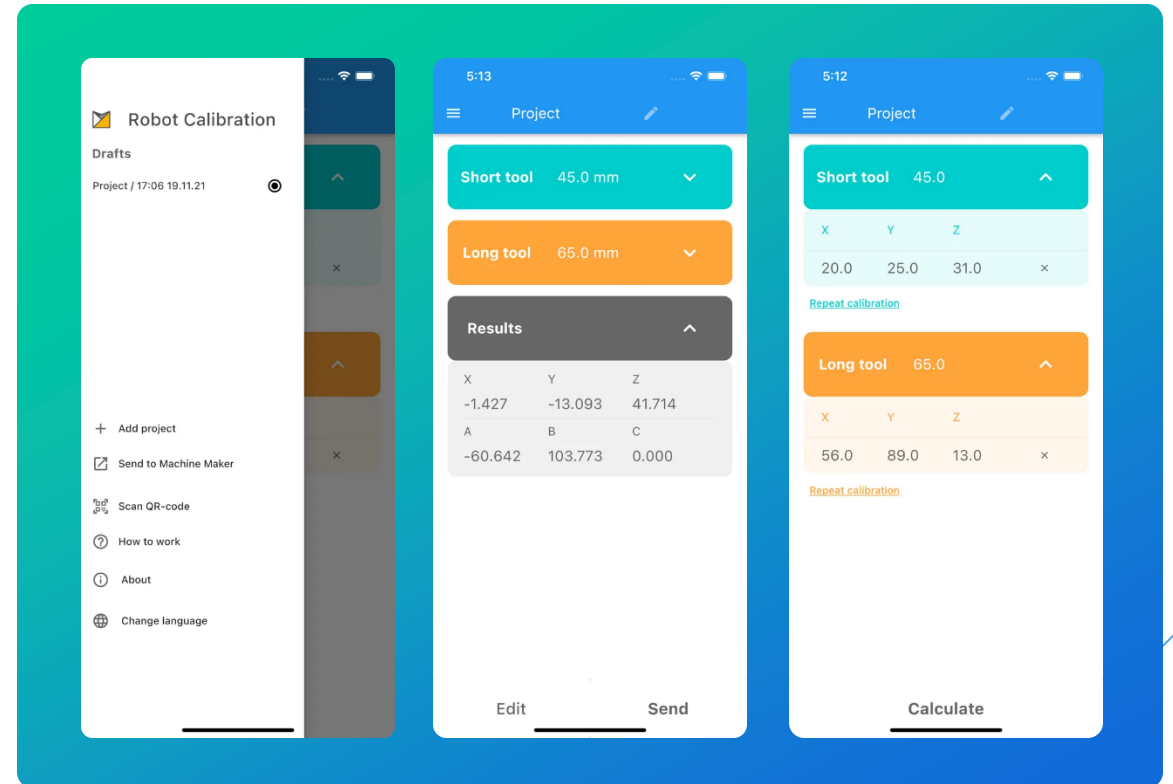 Robot Calibration
Drafts
Project / 17:06 19.11.21
Add project
Send to Machine Maker
Scan QR-code
How to work
About
Change language
5:13
Project
Short tool 45.0 mm
Long tool 65.0 mm
Results
X Y Z
-1.427 -13.093 41.714
A B C
-60.642 103.773 0.000
Edit Send
5:12
Project
Short tool 45.0
X Y Z
20.0 25.0 31.0 ×
Repeat calibration
Long tool 65.0
X Y Z
56.0 89.0 13.0 ×
Repeat calibration
Calculate